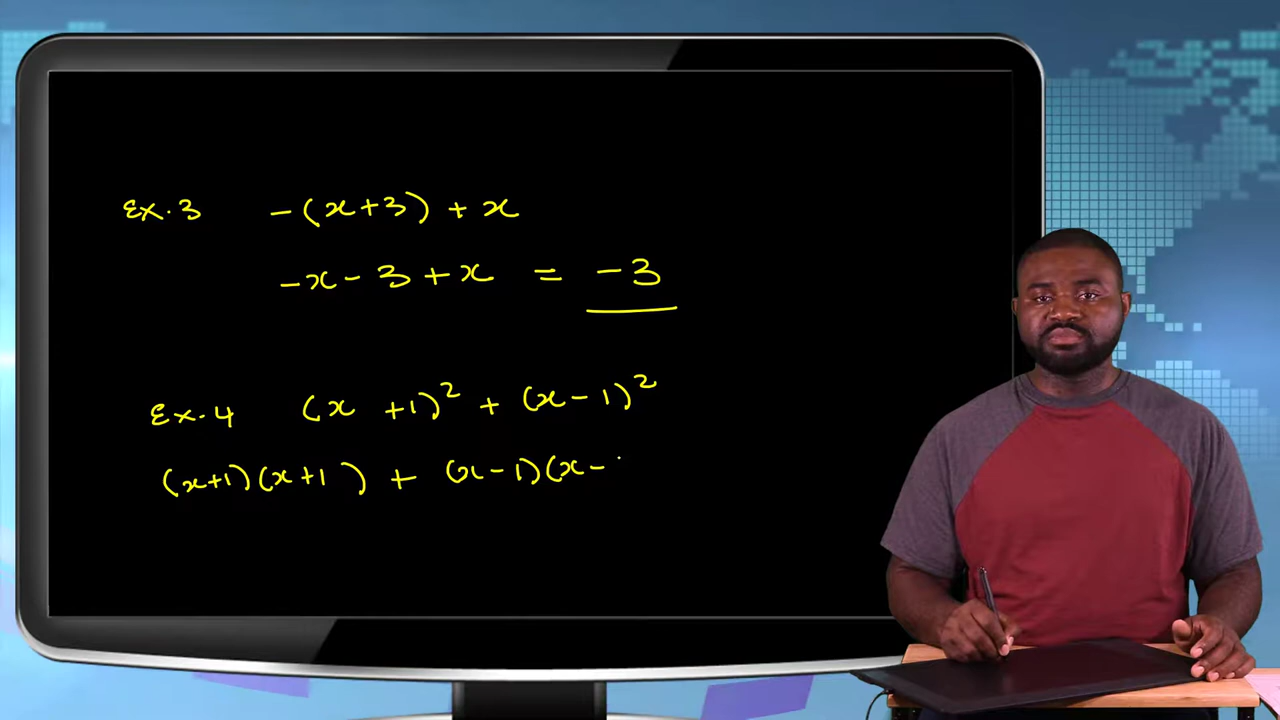 Ex.3 -(x+3) + x
-x - 3 + x = -3
Ex.4 (x +1)² + (x - 1)²
(x+1)(x+1) + (x - 1)(x -